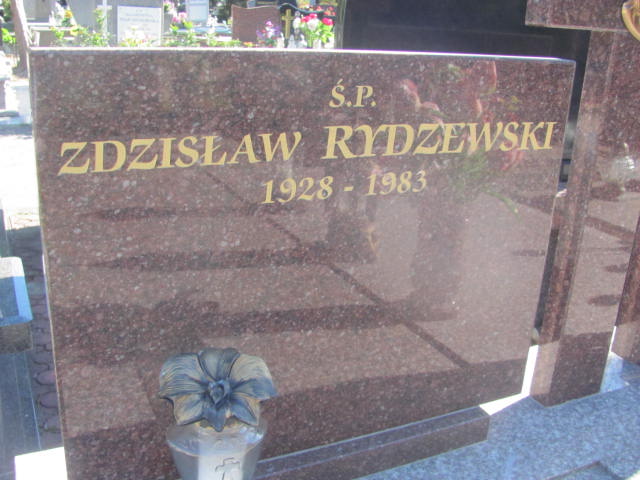 Ś.P.
ZDZISŁAW RYDZEWSKI
1928 - 1983